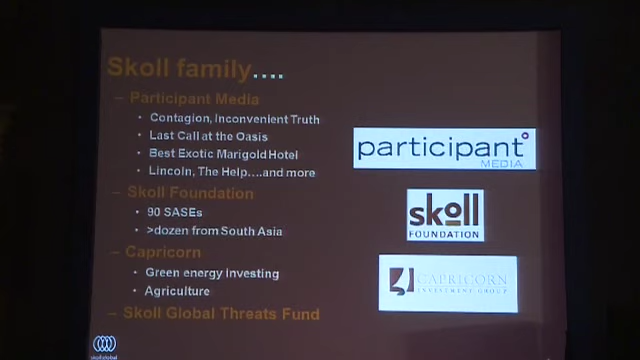 Skoll family....
– Participant Media
• Contagion, Inconvenient Truth
• Last Call at the Oasis
• Best Exotic Marigold Hotel
• Lincoln, The Help....and more
– Skoll Foundation
• 90 SASEs
• >dozen from South Asia
– Capricorn
• Green energy investing
• Agriculture
– Skoll Global Threats Fund
participant
MEDIA
skoll
FOUNDATION
CAPRICORN
INVESTMENT GROUP
skollglobal